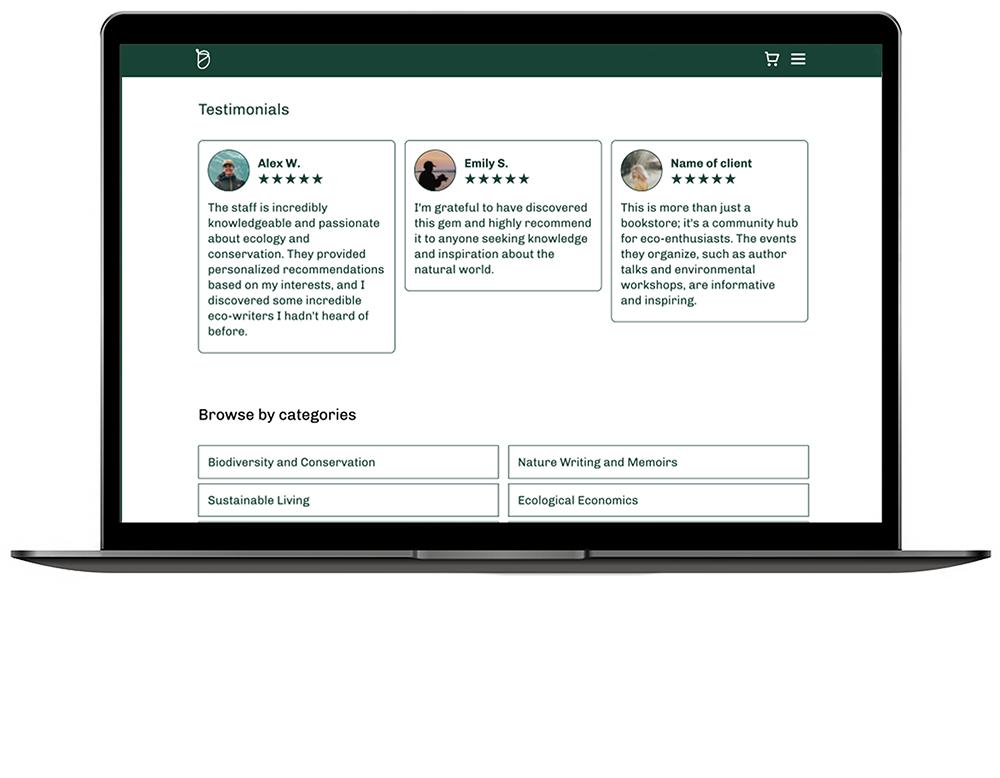 Testimonials
Alex W.
★★★★★
The staff is incredibly
knowledgeable and passionate
about ecology and
conservation. They provided
personalized recommendations
based on my interests, and I
discovered some incredible
eco-writers I hadn't heard of
before.
Emily S.
★★★★★
I'm grateful to have discovered
this gem and highly recommend
it to anyone seeking knowledge
and inspiration about the
natural world.
Name of client
★★★★★
This is more than just a
bookstore; it's a community hub
for eco-enthusiasts. The events
they organize, such as author
talks and environmental
workshops, are informative
and inspiring.
Browse by categories
Biodiversity and Conservation
Nature Writing and Memoirs
Sustainable Living
Ecological Economics